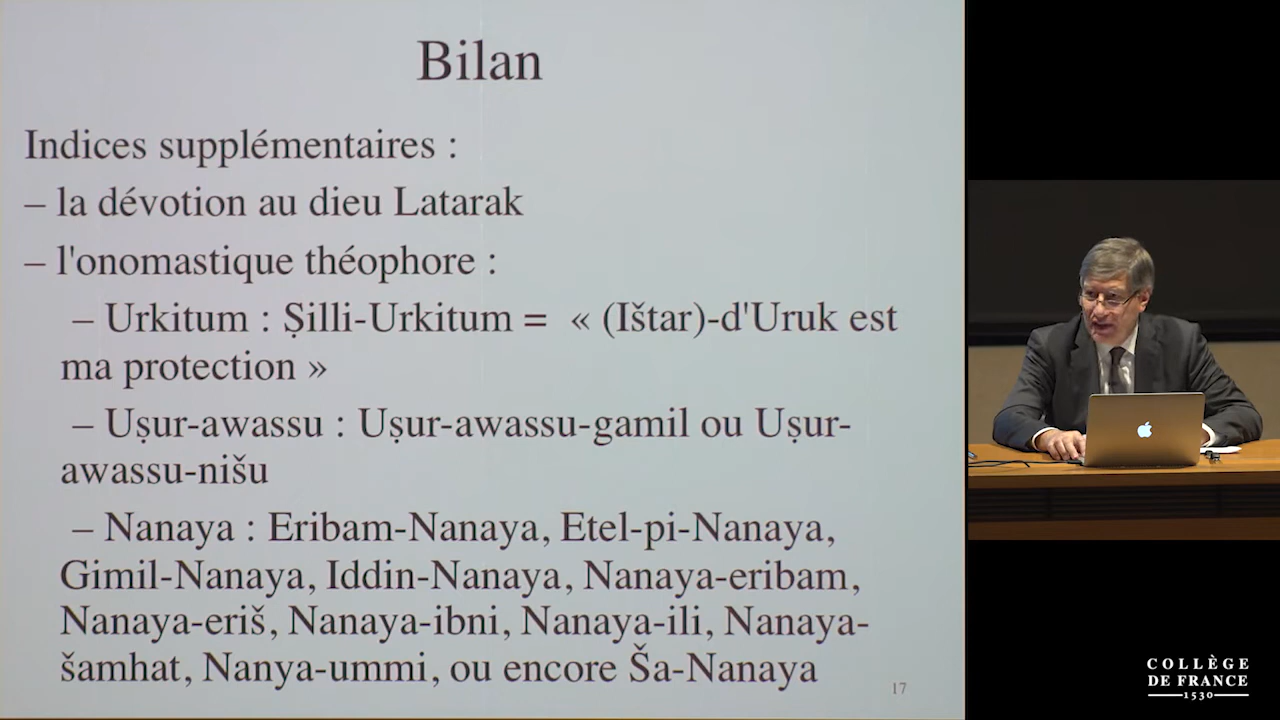 Bilan
Indices supplémentaires :
– la dévotion au dieu Latarak
– l'onomastique théophore :
– Urkitum : Ṣilli-Urkitum = « (Ištar)-d'Uruk est
ma protection »
– Uṣur-awassu : Uṣur-awassu-gamil ou Uṣur-
awassu-nišu
– Nanaya : Eribam-Nanaya, Etel-pi-Nanaya,
Gimil-Nanaya, Iddin-Nanaya, Nanaya-eribam,
Nanaya-eriš, Nanaya-ibni, Nanaya-ili, Nanaya-
šamhat, Nanya-ummi, ou encore Ša-Nanaya
17
COLLÈGE
DE FRANCE
1530